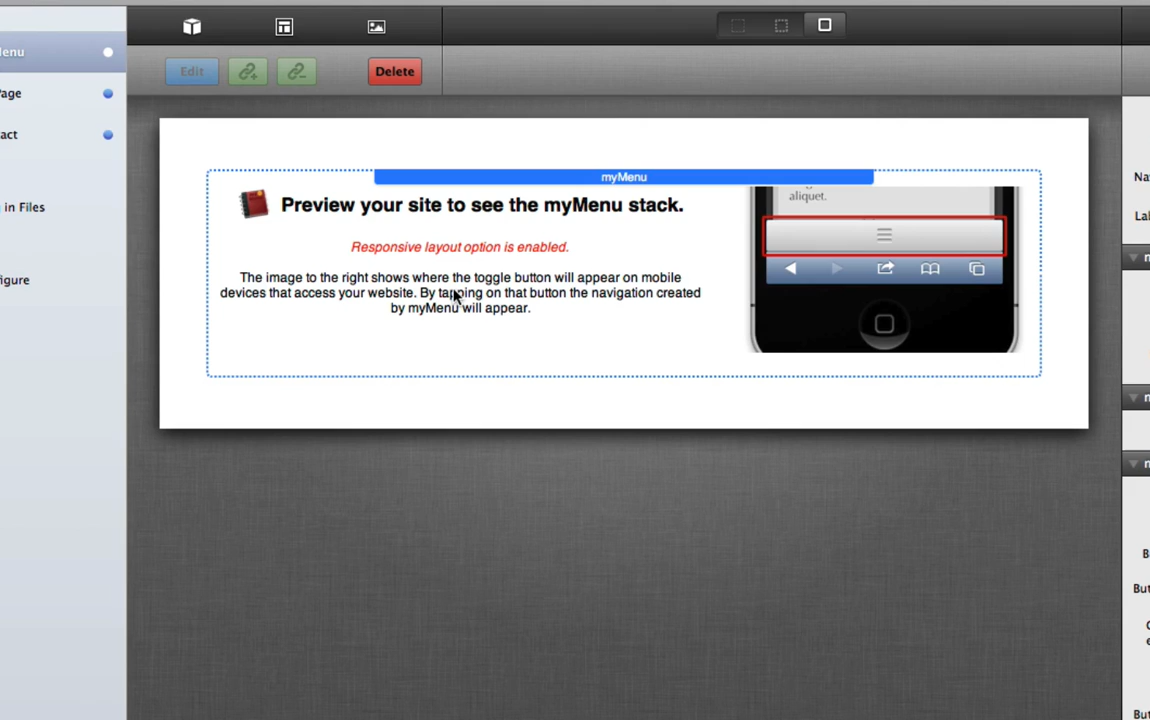 enu
age
act
in Files
gure
Edit
Delete
myMenu
Preview your site to see the myMenu stack.
Responsive layout option is enabled.
The image to the right shows where the toggle button will appear on mobile
devices that access your website. By tapping on that button the navigation created
by myMenu will appear.
aliquet.
Na
La
B
But
But